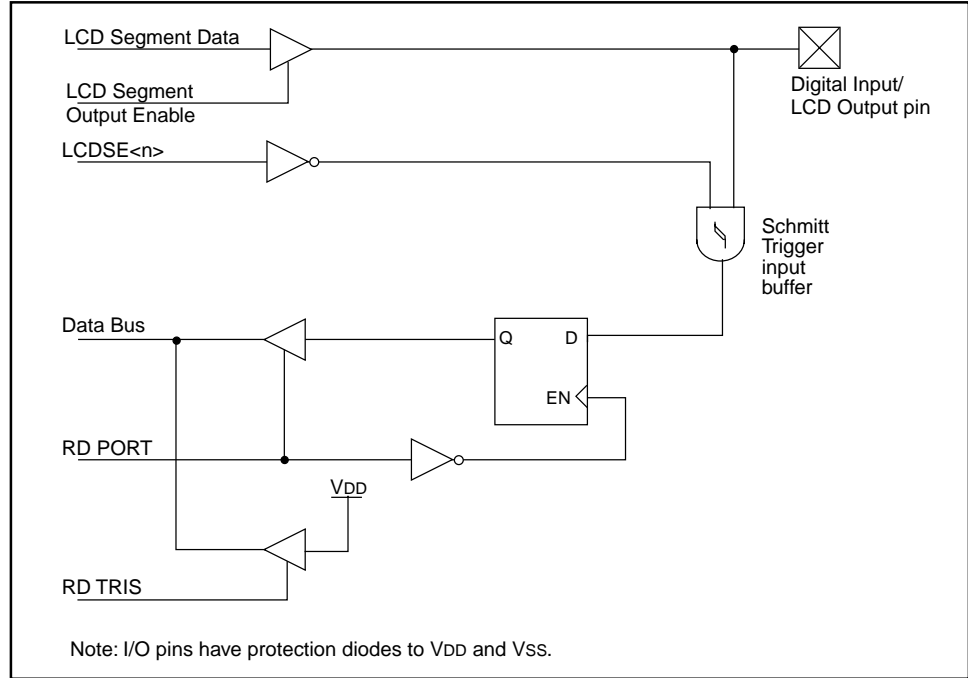 LCD Segment Data
LCD Segment
Output Enable
Digital Input/
LCD Output pin
LCDSE<n>
Schmitt
Trigger
input
buffer
Data Bus
Q
D
EN
RD PORT
VDD
RD TRIS
Note: I/O pins have protection diodes to VDD and VSS.